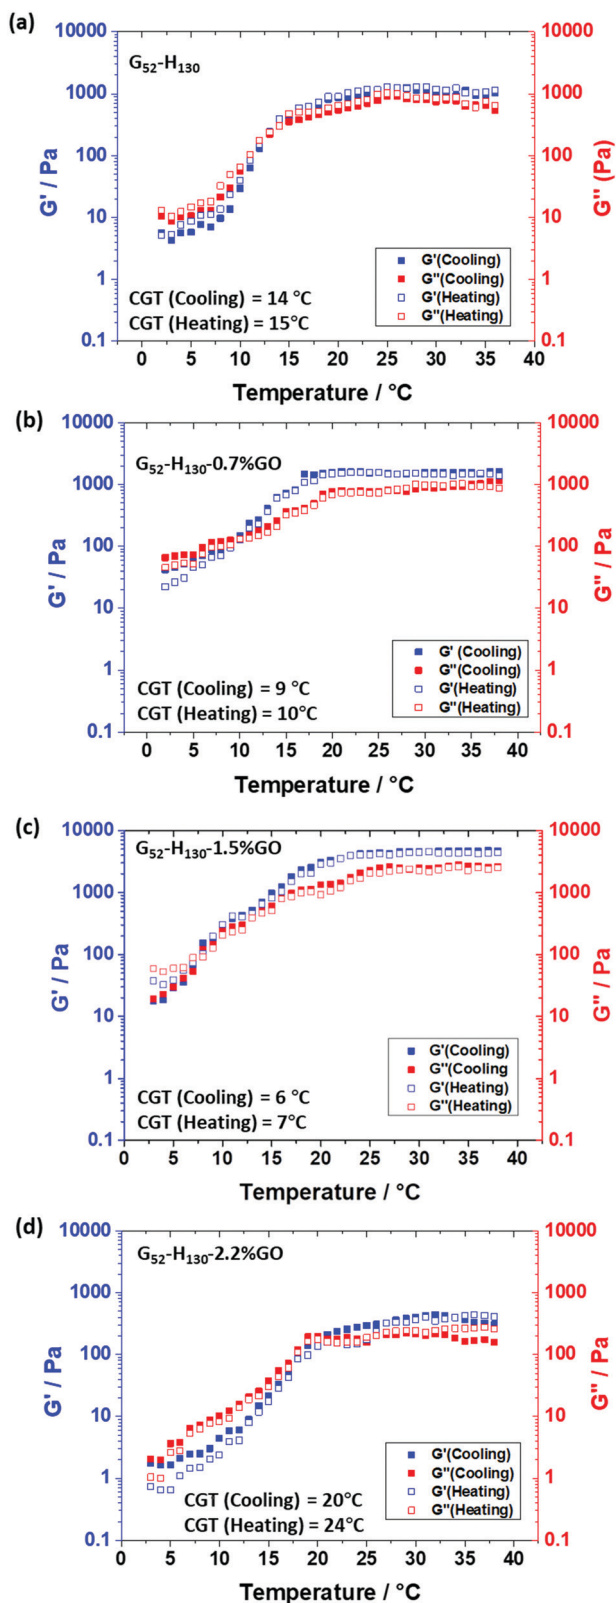 (a)
G52-H130
10000
1000
100
10
1
0.1
G' / Pa
10000
1000
100
10
1
0.1
G'' (Pa)
G'(Cooling)
G''(Cooling)
G'(Heating)
G''(Heating)
CGT (Cooling) = 14 °C
CGT (Heating) = 15°C
0 5 10 15 20 25 30 35 40
Temperature / °C
(b)
G52-H130-0.7%GO
10000
1000
100
10
1
0.1
G' / Pa
10000
1000
100
10
1
0.1
G'' / Pa
G' (Cooling)
G''(Cooling)
G'(Heating)
G''(Heating)
CGT (Cooling) = 9 °C
CGT (Heating) = 10°C
0 5 10 15 20 25 30 35 40
Temperature / °C
(c)
G52-H130-1.5%GO
10000
1000
100
10
1
0.1
G' / Pa
10000
1000
100
10
1
0.1
G'' / Pa
G'(Cooling)
G''(Cooling
G'(Heating)
G''(Heating)
CGT (Cooling) = 6 °C
CGT (Heating) = 7°C
0 5 10 15 20 25 30 35 40
Temperature / °C
(d)
G52-H130-2.2%GO
10000
1000
100
10
1
0.1
G' / Pa
10000
1000
100
10
1
0.1
G'' / Pa
G'(Cooling)
G''(Cooling)
G'(Heating)
G''(Heating)
CGT (Cooling) = 20°C
CGT (Heating) = 24°C
0 5 10 15 20 25 30 35 40
Temperature / °C